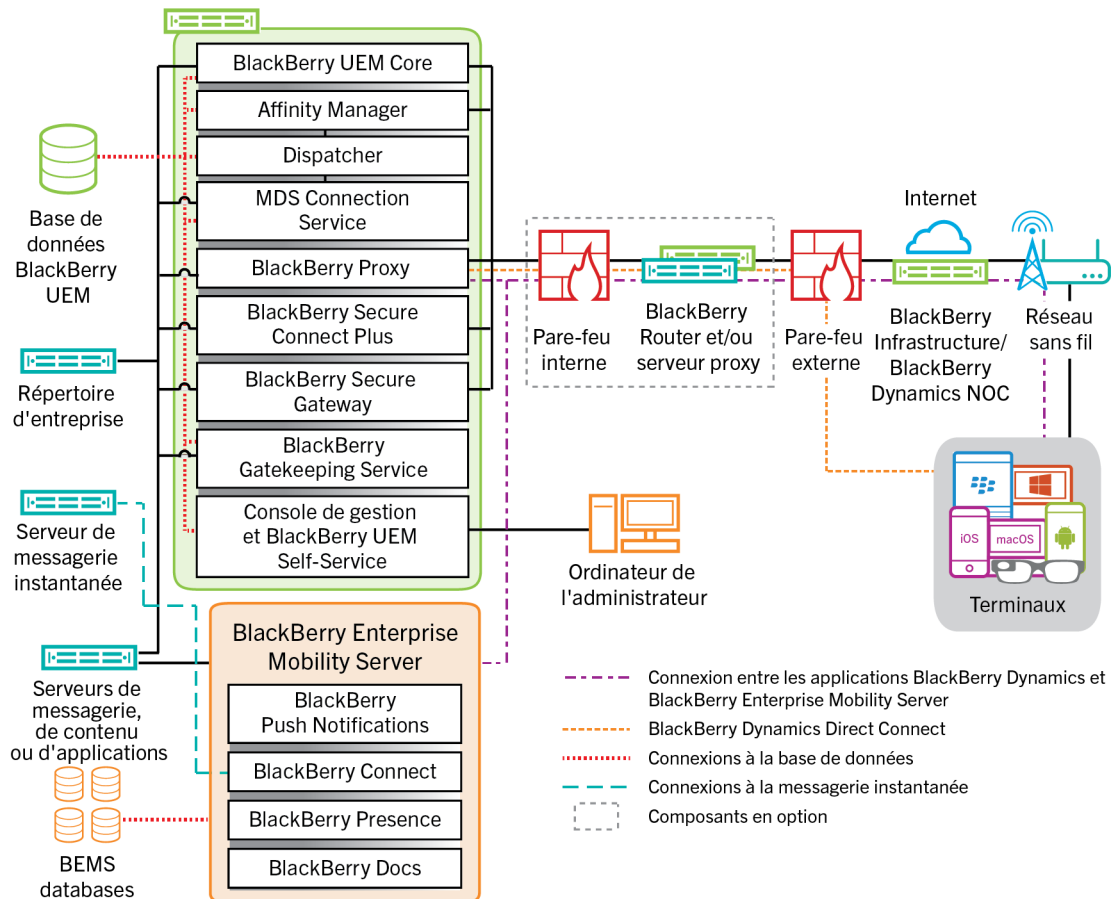 BlackBerry UEM Core
Affinity Manager
Dispatcher
MDS Connection
Service
BlackBerry Proxy
BlackBerry Secure
Connect Plus
BlackBerry Secure
Gateway
BlackBerry
Gatekeeping Service
Console de gestion
et BlackBerry UEM
Self-Service
Base de
données
BlackBerry
UEM
Répertoire
d'entreprise
Serveur de
messagerie
instantanée
Serveurs de
messagerie,
de contenu
ou d'applications
BEMS
databases
BlackBerry Enterprise
Mobility Server
BlackBerry
Push Notifications
BlackBerry Connect
BlackBerry Presence
BlackBerry Docs
Pare-feu
interne
BlackBerry
Router et/ou
serveur proxy
Pare-feu
externe
Internet
BlackBerry
Infrastructure/
BlackBerry
Dynamics NOC
Réseau
sans fil
iOS
macOS
Terminaux
Ordinateur de
l'administrateur
Connexion entre les applications BlackBerry Dynamics et
BlackBerry Enterprise Mobility Server
BlackBerry Dynamics Direct Connect
Connexions à la base de données
Connexions à la messagerie instantanée
Composants en option